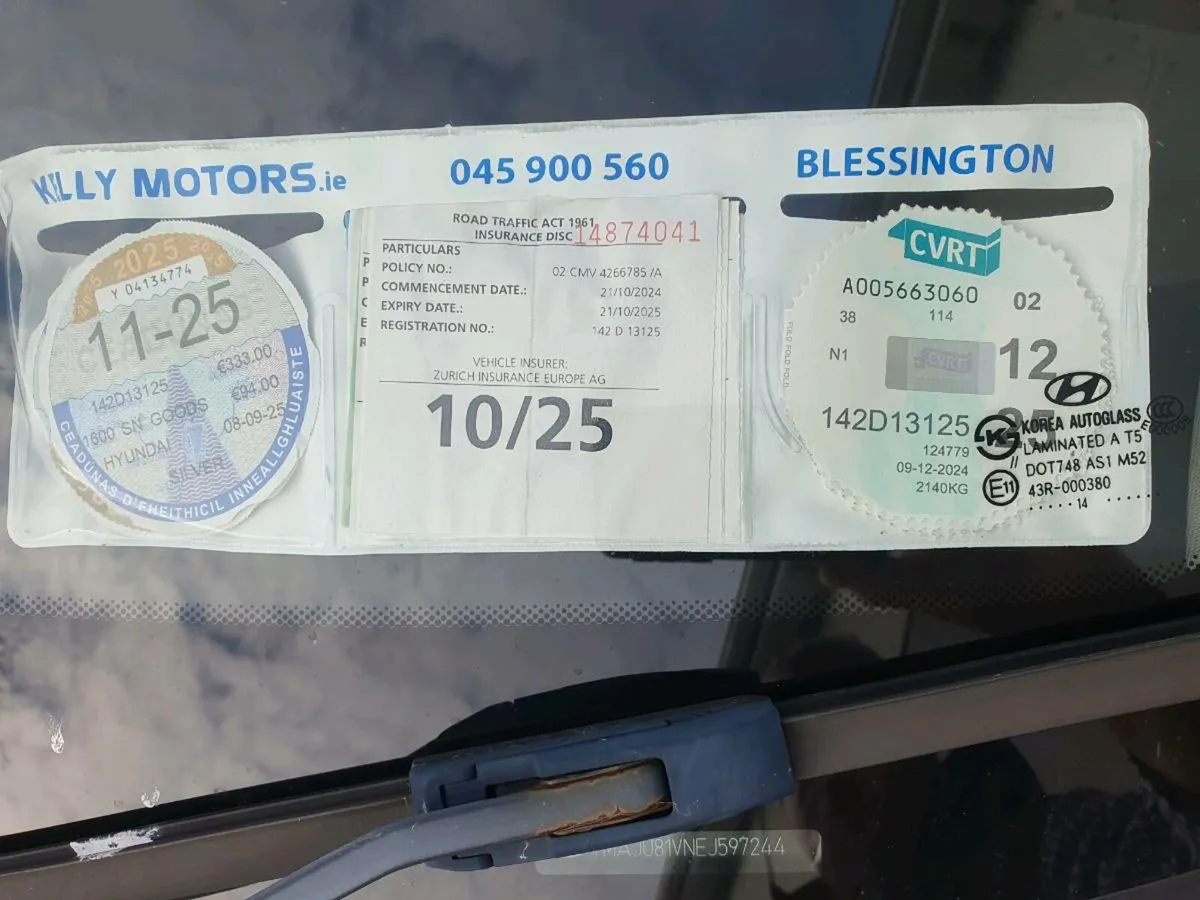 KILLY MOTORS.ie
045 900 560
BLESSINGTON
2025
Y 04134774
11-25
€333.00
142D13125
€94.00
1600 SN GOODS
08-09-25
HYUNDAI
SILVER
CEADÚNAS D'FHEITHICIL INNEALLGHLUAISTE
ROAD TRAFFIC ACT 1961
INSURANCE DISC 14874041
PARTICULARS
POLICY NO.: 02 CMV 4266785 /A
COMMENCEMENT DATE.: 21/10/2024
EXPIRY DATE.: 21/10/2025
REGISTRATION NO.: 142 D 13125
VEHICLE INSURER:
ZURICH INSURANCE EUROPE AG
10/25
CVRT
A005663060 02
38 114
N1 CVRT 12
142D13125 25
124779
09-12-2024
2140KG
HYUNDAI
KOREA AUTOGLASS
LAMINATED A T5
// DOT748 AS1 M52
E11 43R-000380
14
MAJU81VNEJ597244